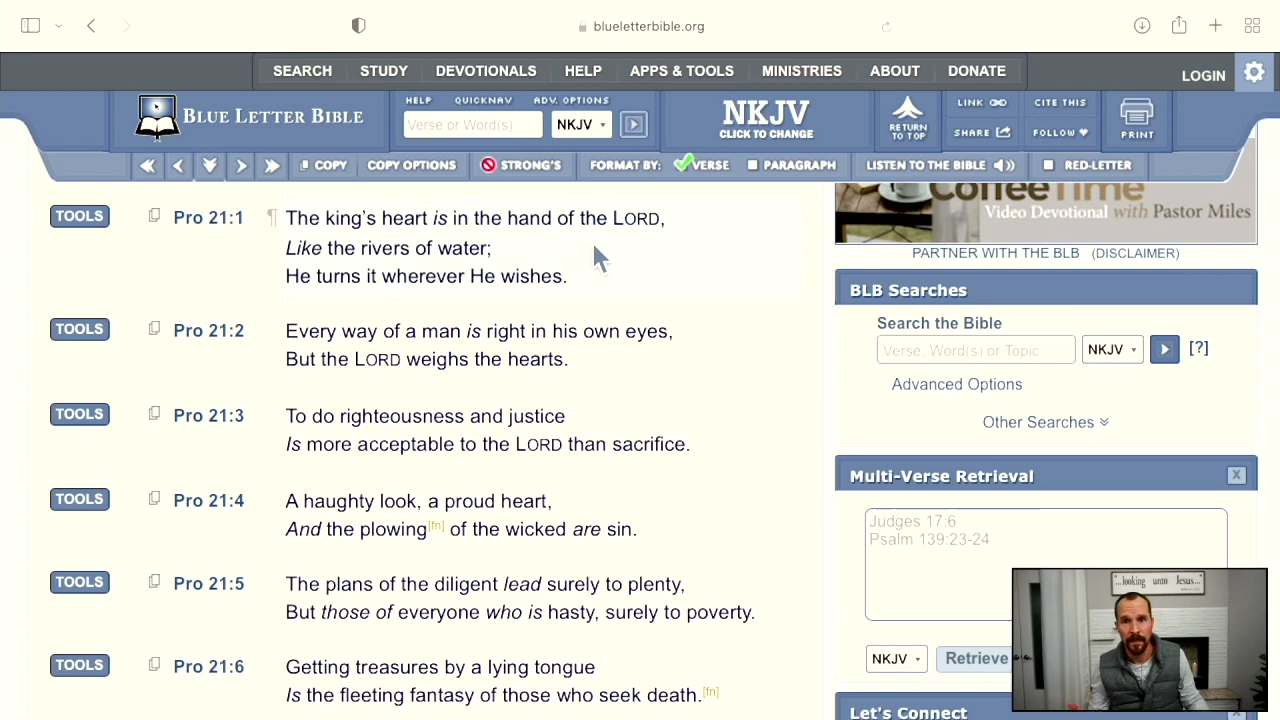 blueletterbible.org
SEARCH STUDY DEVOTIONALS HELP APPS & TOOLS MINISTRIES ABOUT DONATE
LOGIN
BLUE LETTER BIBLE
HELP QUICKNAV ADV. OPTIONS
Verse or Word(s) NKJV
NKJV
CLICK TO CHANGE
RETURN
TO TOP
LINK CITE THIS
SHARE FOLLOW
PRINT
COPY COPY OPTIONS STRONG'S FORMAT BY: VERSE PARAGRAPH LISTEN TO THE BIBLE RED-LETTER
TOOLS Pro 21:1 ¶ The king's heart is in the hand of the LORD,
Like the rivers of water;
He turns it wherever He wishes.
TOOLS Pro 21:2 Every way of a man is right in his own eyes,
But the LORD weighs the hearts.
TOOLS Pro 21:3 To do righteousness and justice
Is more acceptable to the LORD than sacrifice.
TOOLS Pro 21:4 A haughty look, a proud heart,
And the plowing[fn] of the wicked are sin.
TOOLS Pro 21:5 The plans of the diligent lead surely to plenty,
But those of everyone who is hasty, surely to poverty.
TOOLS Pro 21:6 Getting treasures by a lying tongue
Is the fleeting fantasy of those who seek death.[fn]
CoffeeTime
Video Devotional with Pastor Miles
PARTNER WITH THE BLB (DISCLAIMER)
BLB Searches
Search the Bible
Verse, Word(s) or Topic NKJV [?]
Advanced Options
Other Searches
Multi-Verse Retrieval X
Judges 17:6
Psalm 139:23-24
NKJV Retrieve
Let's Connect
"...looking unto Jesus...